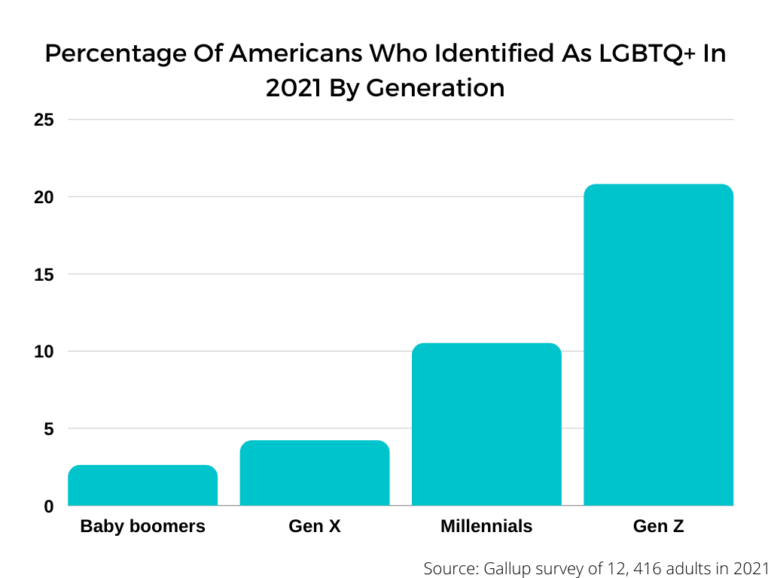 Percentage Of Americans Who Identified As LGBTQ+ In
2021 By Generation
25
20
15
10
5
0
Baby boomers Gen X Millennials Gen Z
Source: Gallup survey of 12, 416 adults in 2021